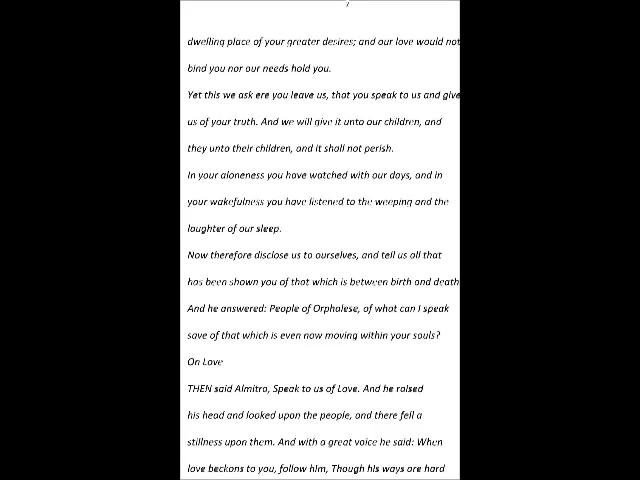 7
dwelling place of your greater desires; and our love would not
bind you nor our needs hold you.
Yet this we ask ere you leave us, that you speak to us and give
us of your truth. And we will give it unto our children, and
they unto their children, and it shall not perish.
In your aloneness you have watched with our days, and in
your wakefulness you have listened to the weeping and the
laughter of our sleep.
Now therefore disclose us to ourselves, and tell us all that
has been shown you of that which is between birth and death
And he answered: People of Orphalese, of what can I speak
save of that which is even now moving within your souls?
On Love
THEN said Almitra, Speak to us of Love. And he raised
his head and looked upon the people, and there fell a
stillness upon them. And with a great voice he said: When
love beckons to you, follow him, Though his ways are hard